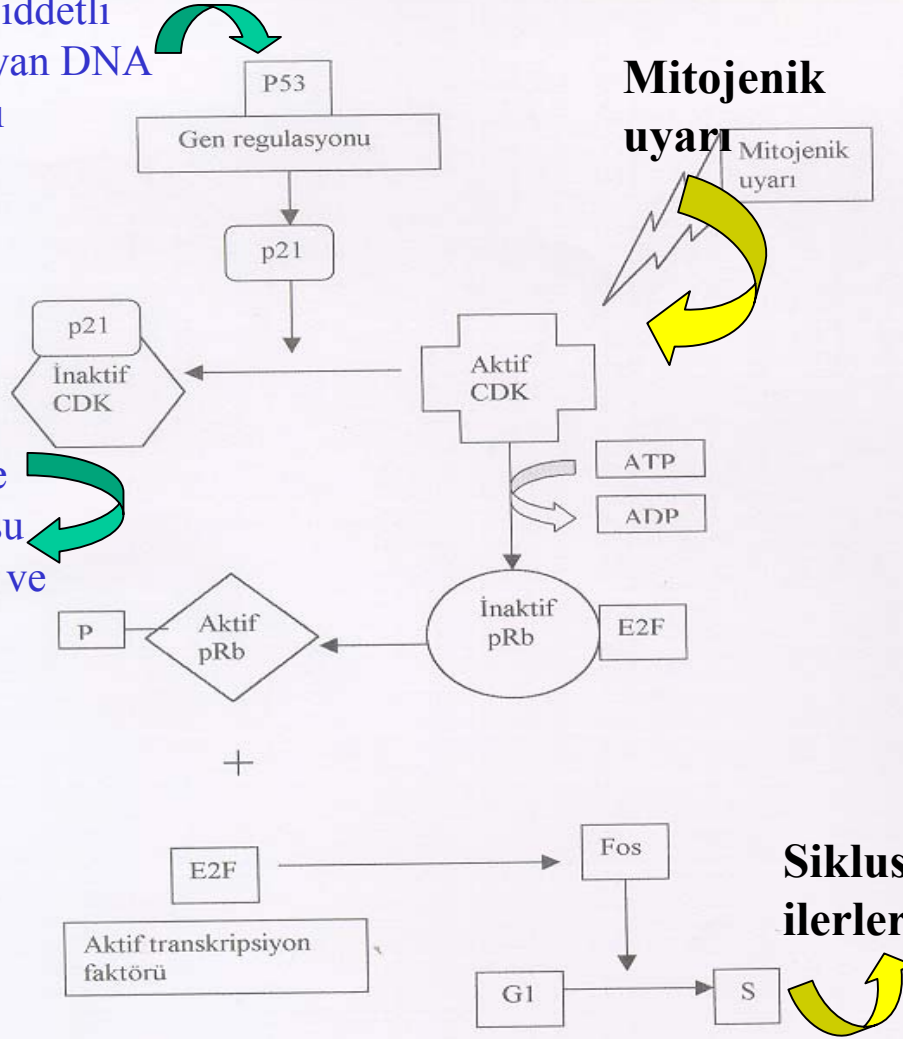 yan DNA
P53
Gen regulasyonu
p21
Mitojenik
uyarı
Mitojenik
uyarı
p21
İnaktif
CDK
Aktif
CDK
ATP
ADP
ve
P
Aktif
pRb
İnaktif
pRb
E2F
+
E2F
Fos
Aktif transkripsiyon
faktörü
G1
S
Siklus
ilerler